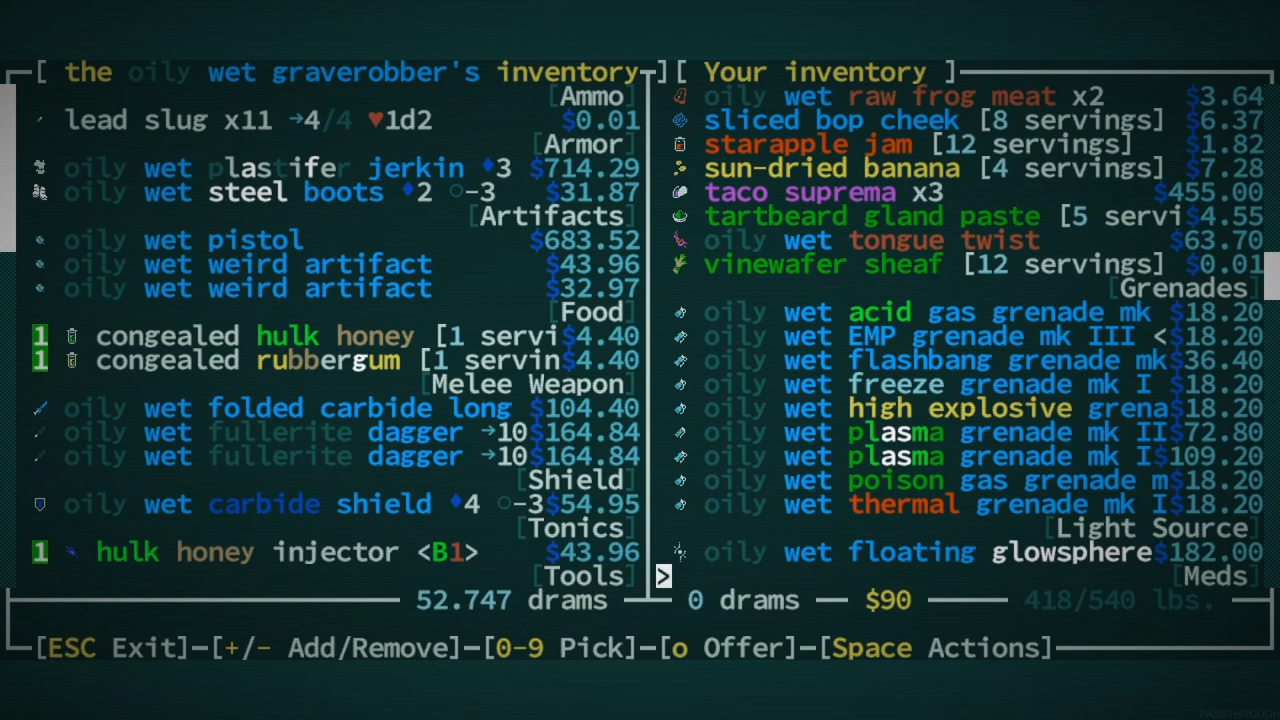 [ the oily wet graverobber's inventory ]
[Ammo]
lead slug x11 →4/4 ♥1d2 $0.01
[Armor]
oily wet plastifer jerkin ♦3 $714.29
oily wet steel boots ♦2 ○-3 $31.87
[Artifacts]
oily wet pistol $683.52
oily wet weird artifact $43.96
oily wet weird artifact $32.97
[Food]
1 congealed hulk honey [1 servi$4.40
1 congealed rubbergum [1 servin$4.40
[Melee Weapon]
oily wet folded carbide long $104.40
oily wet fullerite dagger →10$164.84
oily wet fullerite dagger →10$164.84
[Shield]
oily wet carbide shield ♦4 ○-3$54.95
[Tonics]
1 hulk honey injector <B1> $43.96
[Tools]
52.747 drams
[ Your inventory ]
oily wet raw frog meat x2 $3.64
sliced bop cheek [8 servings] $6.37
starapple jam [12 servings] $1.82
sun-dried banana [4 servings] $7.28
taco suprema x3 $455.00
tartbeard gland paste [5 servi$4.55
oily wet tongue twist $63.70
vinewafer sheaf [12 servings] $0.01
[Grenades]
oily wet acid gas grenade mk $18.20
oily wet EMP grenade mk III <$18.20
oily wet flashbang grenade mk$36.40
oily wet freeze grenade mk I $18.20
oily wet high explosive grena$18.20
oily wet plasma grenade mk II$72.80
oily wet plasma grenade mk I$109.20
oily wet poison gas grenade m$18.20
oily wet thermal grenade mk I$18.20
[Light Source]
oily wet floating glowsphere$182.00
> [Meds]
0 drams — $90 — 418/540 lbs.
[ESC Exit]-[+/- Add/Remove]-[0-9 Pick]-[o Offer]-[Space Actions]